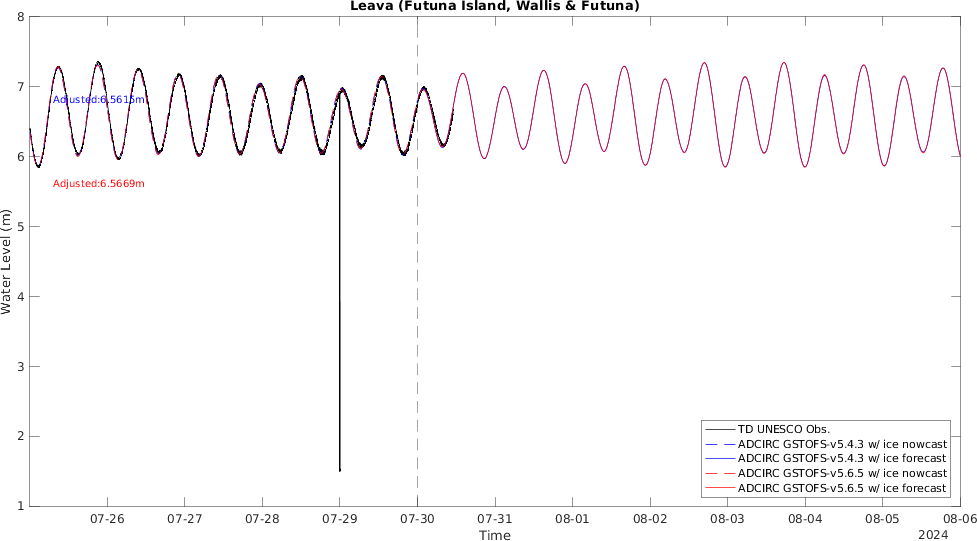 Leava (Futuna Island, Wallis & Futuna)
8
7
6
5
4
3
2
1
Water Level (m)
Adjusted:6.5615m
Adjusted:6.5669m
TD UNESCO Obs.
ADCIRC GSTOFS-v5.4.3 w/ ice nowcast
ADCIRC GSTOFS-v5.4.3 w/ ice forecast
ADCIRC GSTOFS-v5.6.5 w/ ice nowcast
ADCIRC GSTOFS-v5.6.5 w/ ice forecast
07-26 07-27 07-28 07-29 07-30 07-31 08-01 08-02 08-03 08-04 08-05 08-06
Time
2024